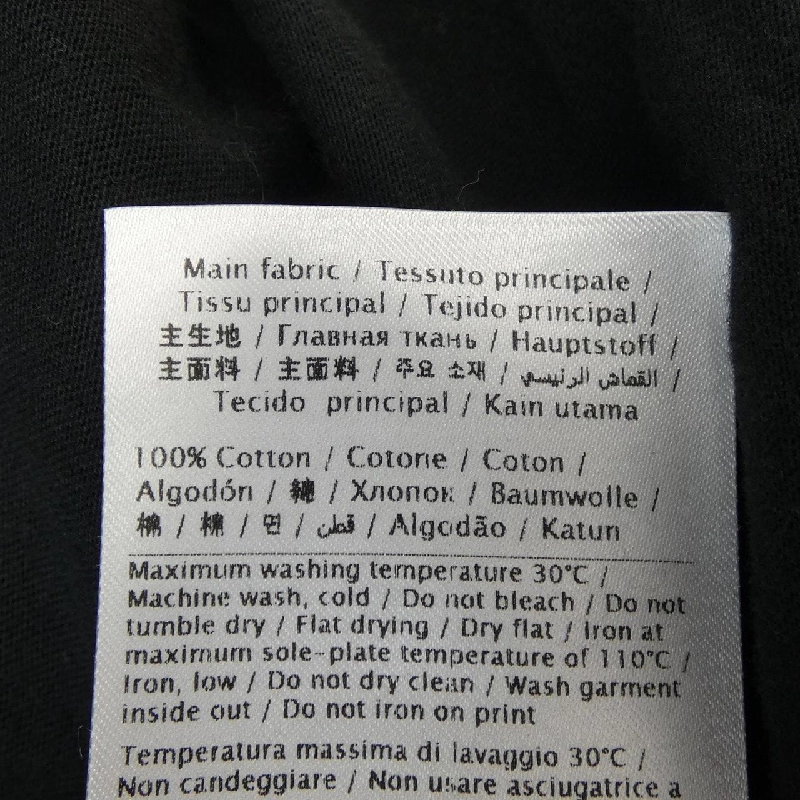 Main fabric / Tessuto principale /
Tissu principal / Tejido principal /
主生地 / Главная ткань / Hauptstoff /
主面料 / 主面料 / 주요 소재 / القماش الرئيسي /
Tecido principal / Kain utama
100% Cotton / Cotone / Coton /
Algodón / 綿 / Хлопок / Baumwolle /
棉 / 棉 / 면 / قطن / Algodão / Katun
Maximum washing temperature 30°C /
Machine wash, cold / Do not bleach / Do not
tumble dry / Flat drying / Dry flat / Iron at
maximum sole-plate temperature of 110°C /
Iron, low / Do not dry clean / Wash garment
inside out / Do not iron on print
Temperatura massima di lavaggio 30°C /
Non candeggiare / Non usare asciugatrice a